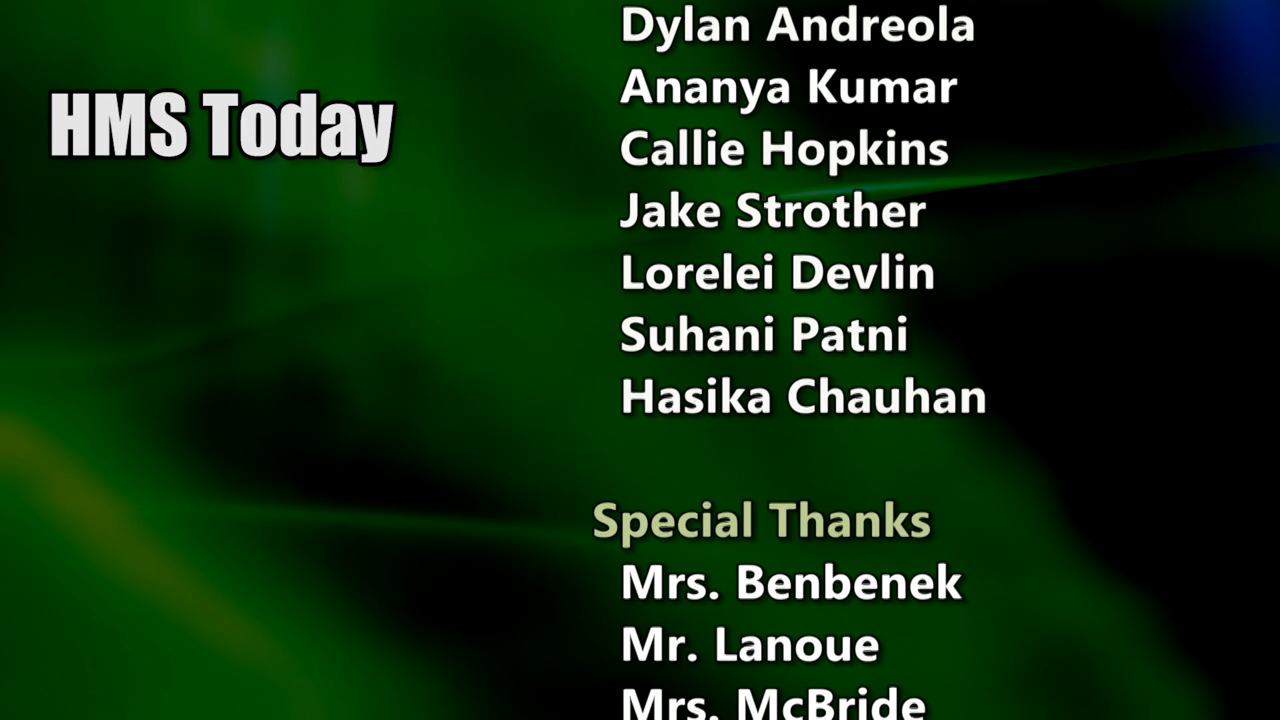 HMS Today
Dylan Andreola
Ananya Kumar
Callie Hopkins
Jake Strother
Lorelei Devlin
Suhani Patni
Hasika Chauhan
Special Thanks
Mrs. Benbenek
Mr. Lanoue
Mrs. McBride